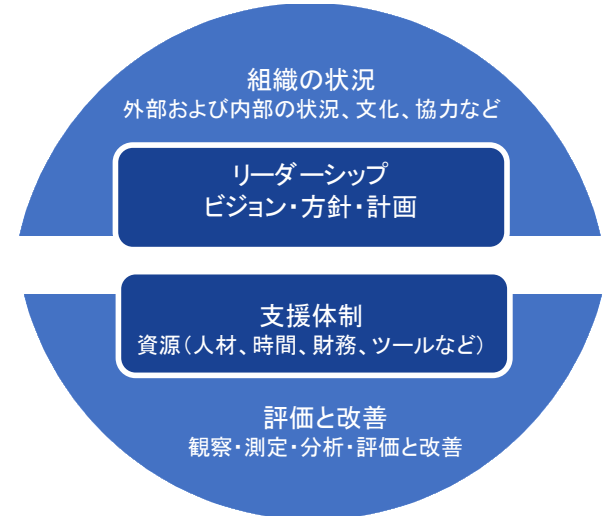 組織の状況
外部および内部の状況、文化、協力など
リーダーシップ
ビジョン・方針・計画
支援体制
資源（人材、時間、財務、ツールなど）
評価と改善
観察・測定・分析・評価と改善